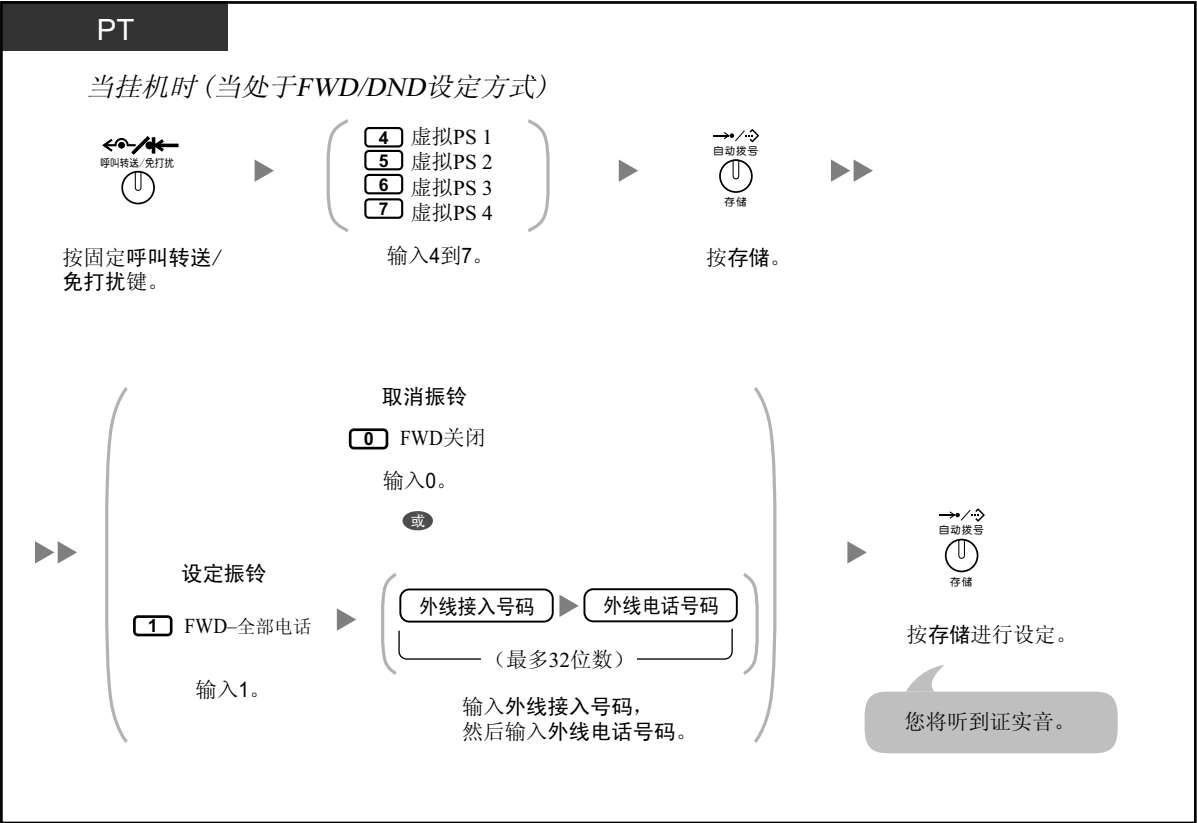 PT
当挂机时(当处于FWD/DND设定方式)
呼叫转送/免打扰
按固定呼叫转送/
免打扰键。
4 虚拟PS 1
5 虚拟PS 2
6 虚拟PS 3
7 虚拟PS 4
输入4到7。
自动拨号
存储
按存储。
取消振铃
0 FWD关闭
输入0。
或
设定振铃
1 FWD–全部电话
输入1。
外线接入号码
外线电话号码
（最多32位数）
输入外线接入号码，
然后输入外线电话号码。
自动拨号
存储
按存储进行设定。
您将听到证实音。